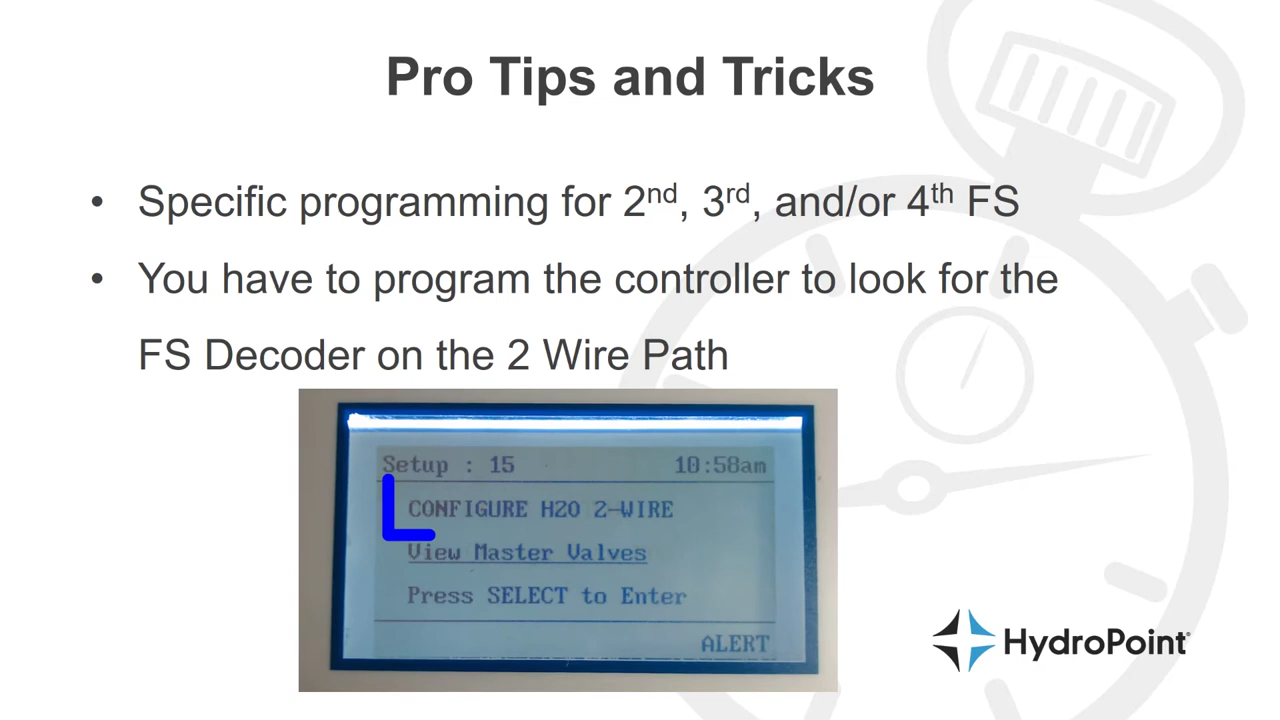 Pro Tips and Tricks
• Specific programming for 2nd, 3rd, and/or 4th FS
• You have to program the controller to look for the
FS Decoder on the 2 Wire Path
Setup : 15 10:58am
CONFIGURE H2O 2-WIRE
View Master Valves
Press SELECT to Enter
ALERT
HydroPoint